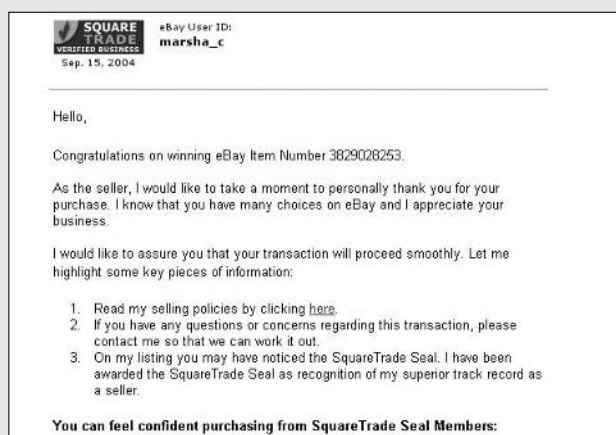 SQUARE
TRADE
VERIFIED BUSINESS
Sep. 15, 2004
eBay User ID:
marsha_c
Hello,
Congratulations on winning eBay Item Number 3829028253.
As the seller, I would like to take a moment to personally thank you for your
purchase. I know that you have many choices on eBay and I appreciate your
business.
I would like to assure you that your transaction will proceed smoothly. Let me
highlight some key pieces of information:
1. Read my selling policies by clicking here.
2. If you have any questions or concerns regarding this transaction, please
contact me so that we can work it out.
3. On my listing you may have noticed the SquareTrade Seal. I have been
awarded the SquareTrade Seal as recognition of my superior track record as
a seller.
You can feel confident purchasing from SquareTrade Seal Members: